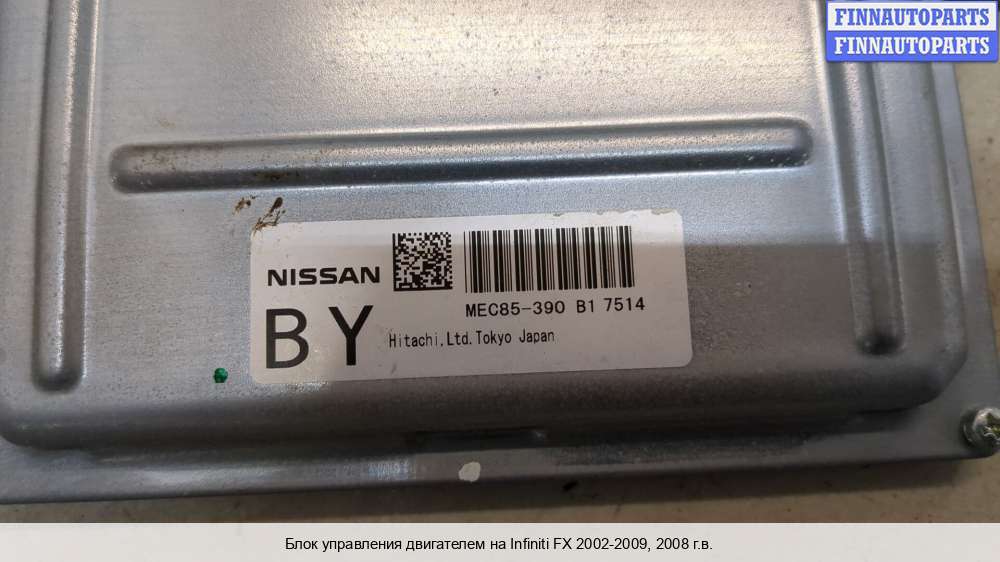 FINNAUTOPARTS
FINNAUTOPARTS
NISSAN
MEC85-390 B1 7514
BY
Hitachi,Ltd.Tokyo Japan
Блок управления двигателем на Infiniti FX 2002-2009, 2008 г.в.